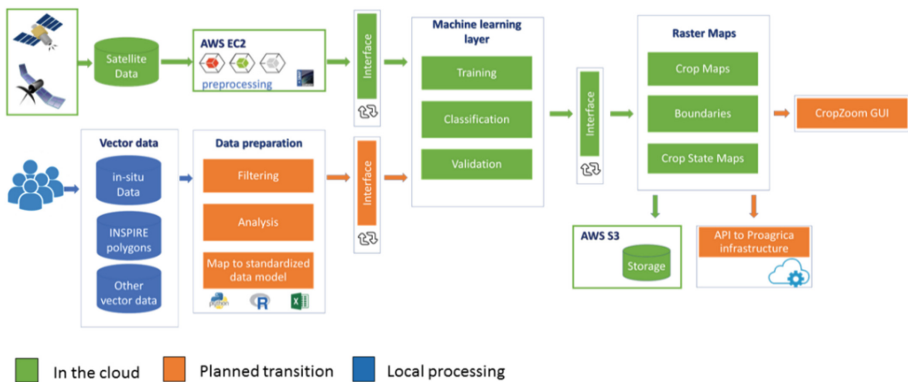 Satellite
Data
AWS EC2
preprocessing
Interface
Machine learning
layer
Training
Classification
Validation
Interface
Raster Maps
Crop Maps
Boundaries
Crop State Maps
CropZoom GUI
Vector data
in-situ
Data
INSPIRE
polygons
Other
vector data
Data preparation
Filtering
Analysis
Map to standardized
data model
python
R
X
Interface
AWS S3
Storage
API to Proagrica
infrastructure
In the cloud
Planned transition
Local processing